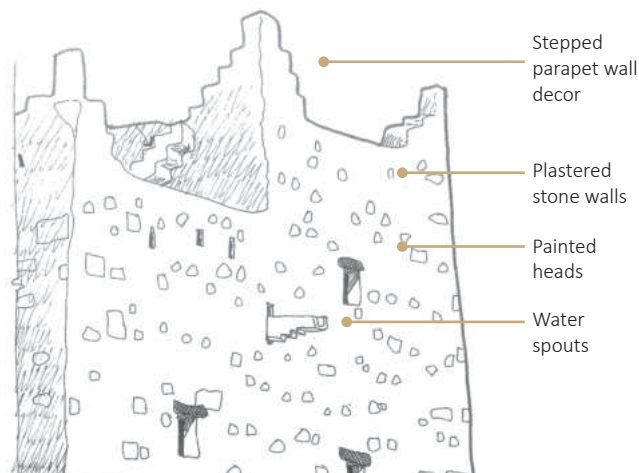 Stepped
parapet wall
decor
Plastered
stone walls
Painted
heads
Water
spouts